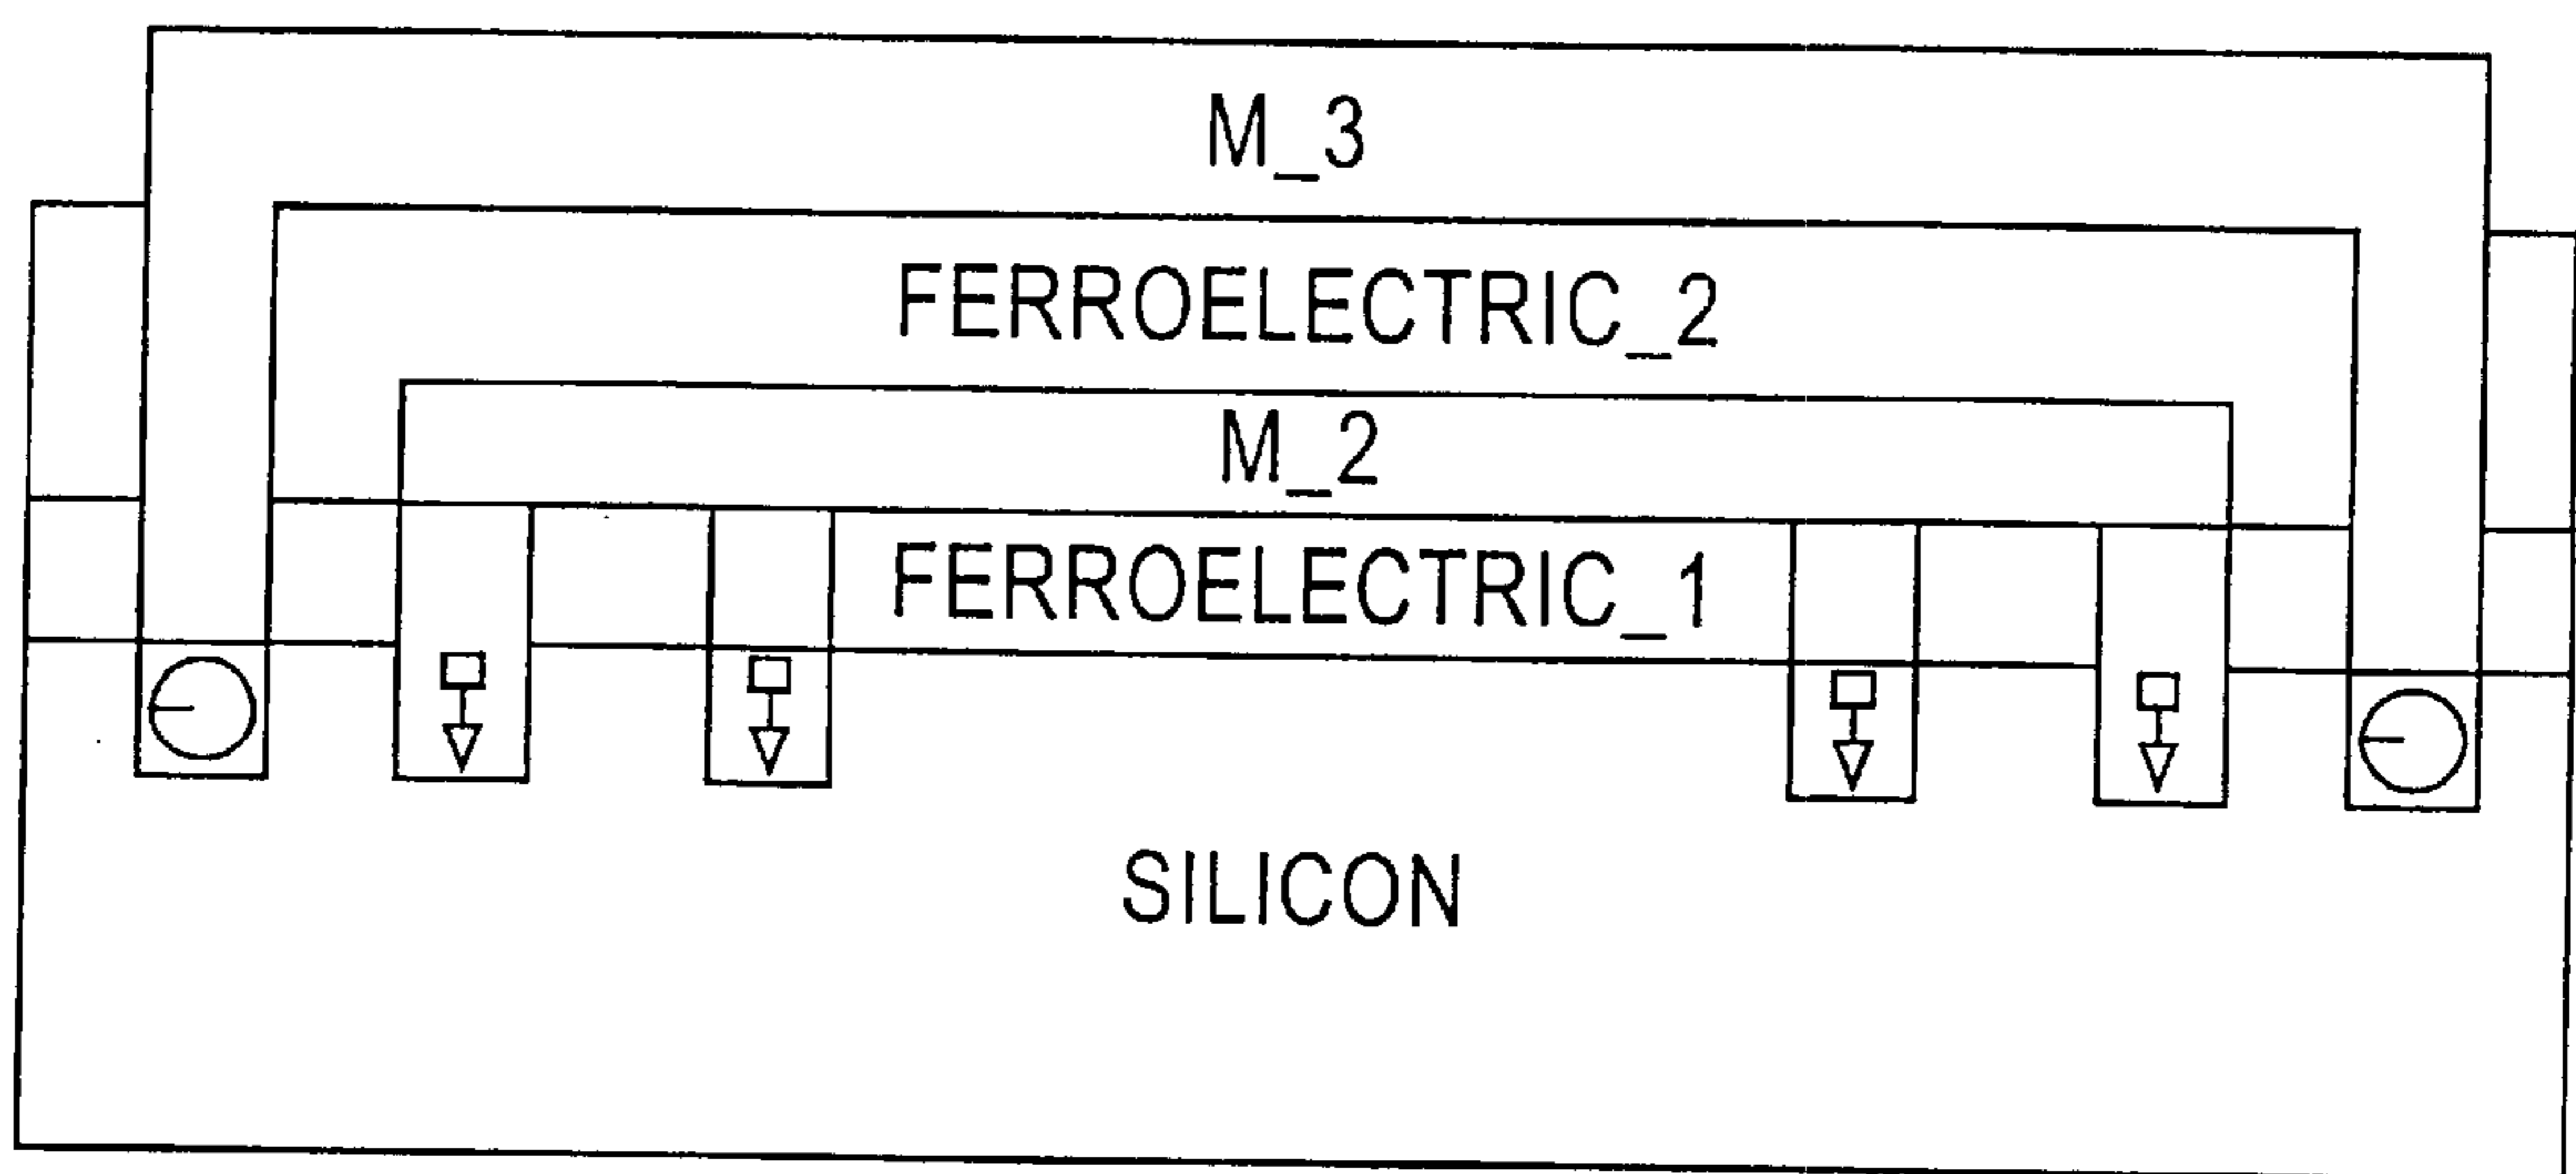 M_3
FERROELECTRIC_2
M_2
FERROELECTRIC_1
SILICON